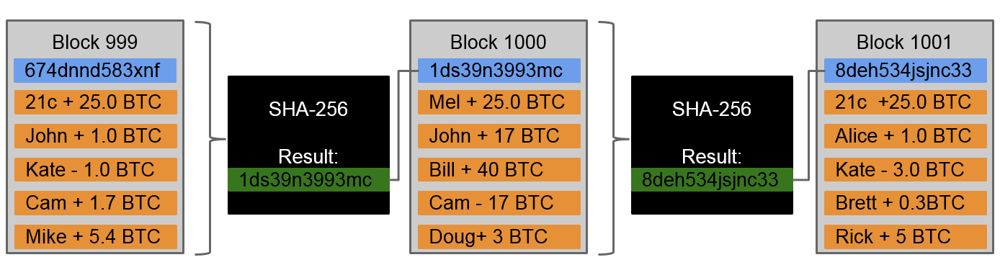 Block 999
674dnnd583xnf
21c + 25.0 BTC
John + 1.0 BTC
Kate - 1.0 BTC
Cam + 1.7 BTC
Mike + 5.4 BTC
SHA-256
Result:
1ds39n3993mc
Block 1000
1ds39n3993mc
Mel + 25.0 BTC
John + 17 BTC
Bill + 40 BTC
Cam - 17 BTC
Doug+ 3 BTC
SHA-256
Result:
8deh534jsjnc33
Block 1001
8deh534jsjnc33
21c +25.0 BTC
Alice + 1.0 BTC
Kate - 3.0 BTC
Brett + 0.3BTC
Rick + 5 BTC